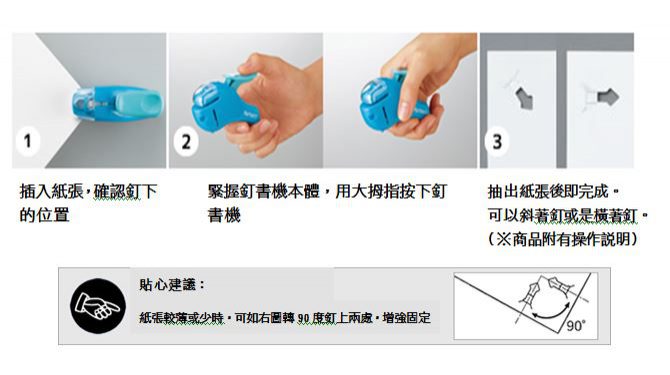 1
插入紙張,確認釘下
的位置
2
緊握釘書機本體,用大拇指按下釘
書機
3
抽出紙張後即完成。
可以斜著釘或是橫著釘。
(※商品附有操作說明)
貼心建議:
紙張較薄或少時,可如右圖轉 90 度釘上兩處,增強固定
90°